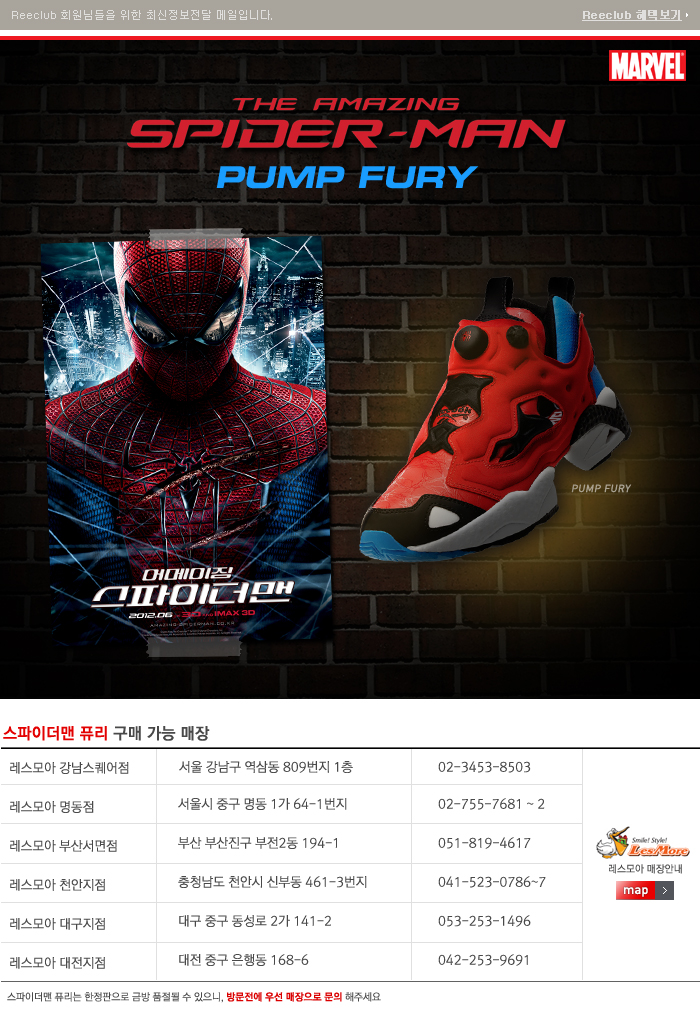 Reeclub 회원님들을 위한 최신정보전달 메일입니다.
Reeclub 혜택보기
MARVEL
THE AMAZING
SPIDER-MAN
PUMP FURY
어메이징
스파이더맨
2012.06
3D
IMAX 3D
PUMP FURY
스파이더맨 퓨리 구매 가능 매장
레스모아 강남스퀘어점 서울 강남구 역삼동 809번지 1층 02-3453-8503
레스모아 명동점 서울시 중구 명동 1가 64-1번지 02-755-7681 ~ 2
레스모아 부산서면점 부산 부산진구 부전2동 194-1 051-819-4617
레스모아 천안지점 충청남도 천안시 신부동 461-3번지 041-523-0786~7
레스모아 대구지점 대구 중구 동성로 2가 141-2 053-253-1496
레스모아 대전지점 대전 중구 은행동 168-6 042-253-9691
Smile! Style!
LesMore
레스모아 매장안내
map
스파이더맨 퓨리는 한정판으로 금방 품절될 수 있으니, 방문전에 우선 매장으로 문의 해주세요